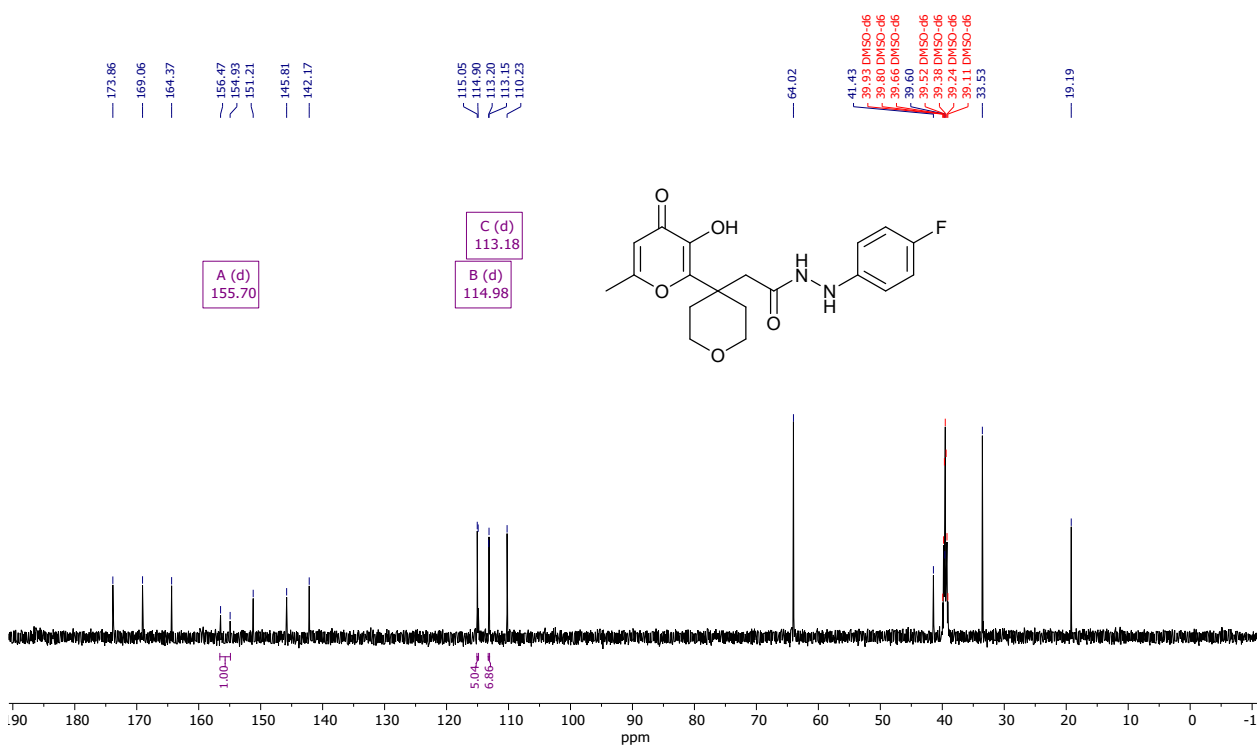 173.86
169.06
164.37
156.47
154.93
151.21
145.81
142.17
115.05
114.90
113.20
113.15
110.23
64.02
41.43
39.93 DMSO-d6
39.80 DMSO-d6
39.66 DMSO-d6
39.60
39.52 DMSO-d6
39.38 DMSO-d6
39.24 DMSO-d6
39.11 DMSO-d6
33.53
19.19
C (d)
113.18
A (d)
155.70
B (d)
114.98
O
OH
O
O
O
H
N
N
H
F
1.00
5.04
6.86
190 180 170 160 150 140 130 120 110 100 90 80 70 60 50 40 30 20 10 0 -1
ppm